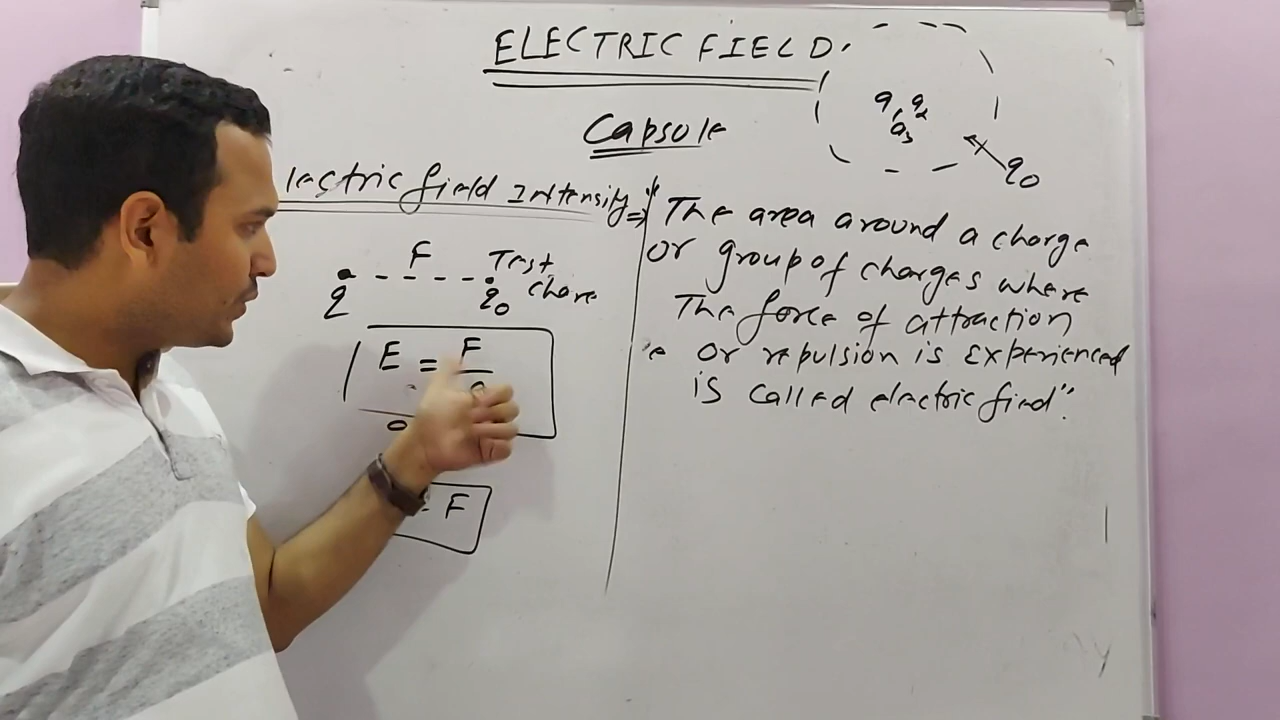 ELECTRIC FIELD.
Capsule
q1 q2
q3
q0
lectric field Intensity =>
F
q q0 Test
chare
E = F
= F
"The area around a charge
or group of charges where
The force of attraction
or repulsion is experienced
is called electric field".